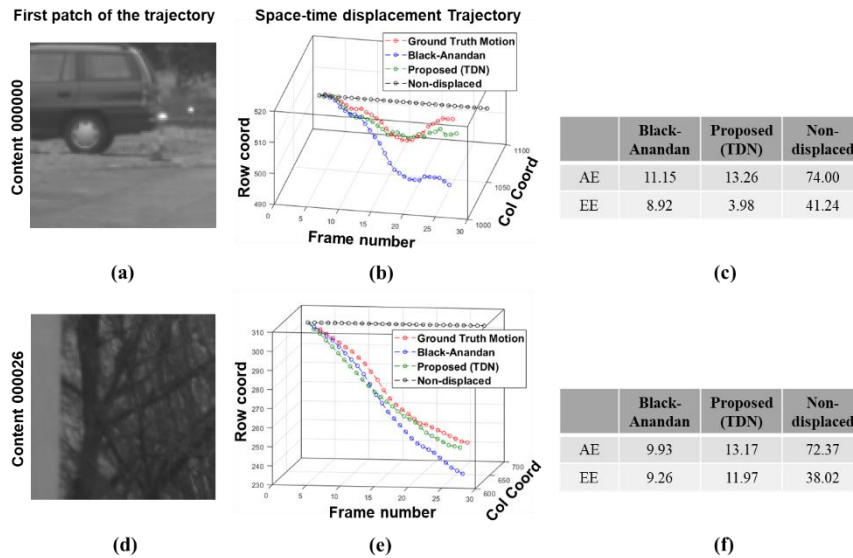 First patch of the trajectory
Space-time displacement Trajectory
Content 000000
Row coord
520
510
500
490
0
5
10
15
20
25
30
Frame number
1000
1050
1100
Col Coord
Ground Truth Motion
Black-Anandan
Proposed (TDN)
Non-displaced
Black-Anandan Proposed (TDN) Non-displaced
AE 11.15 13.26 74.00
EE 8.92 3.98 41.24
(a) (b) (c)
Content 000026
Row coord
310
300
290
280
270
260
250
240
230
0
5
10
15
20
25
30
Frame number
600
650
700
Col Coord
Ground Truth Motion
Black-Anandan
Proposed (TDN)
Non-displaced
Black-Anandan Proposed (TDN) Non-displaced
AE 9.93 13.17 72.37
EE 9.26 11.97 38.02
(d) (e) (f)